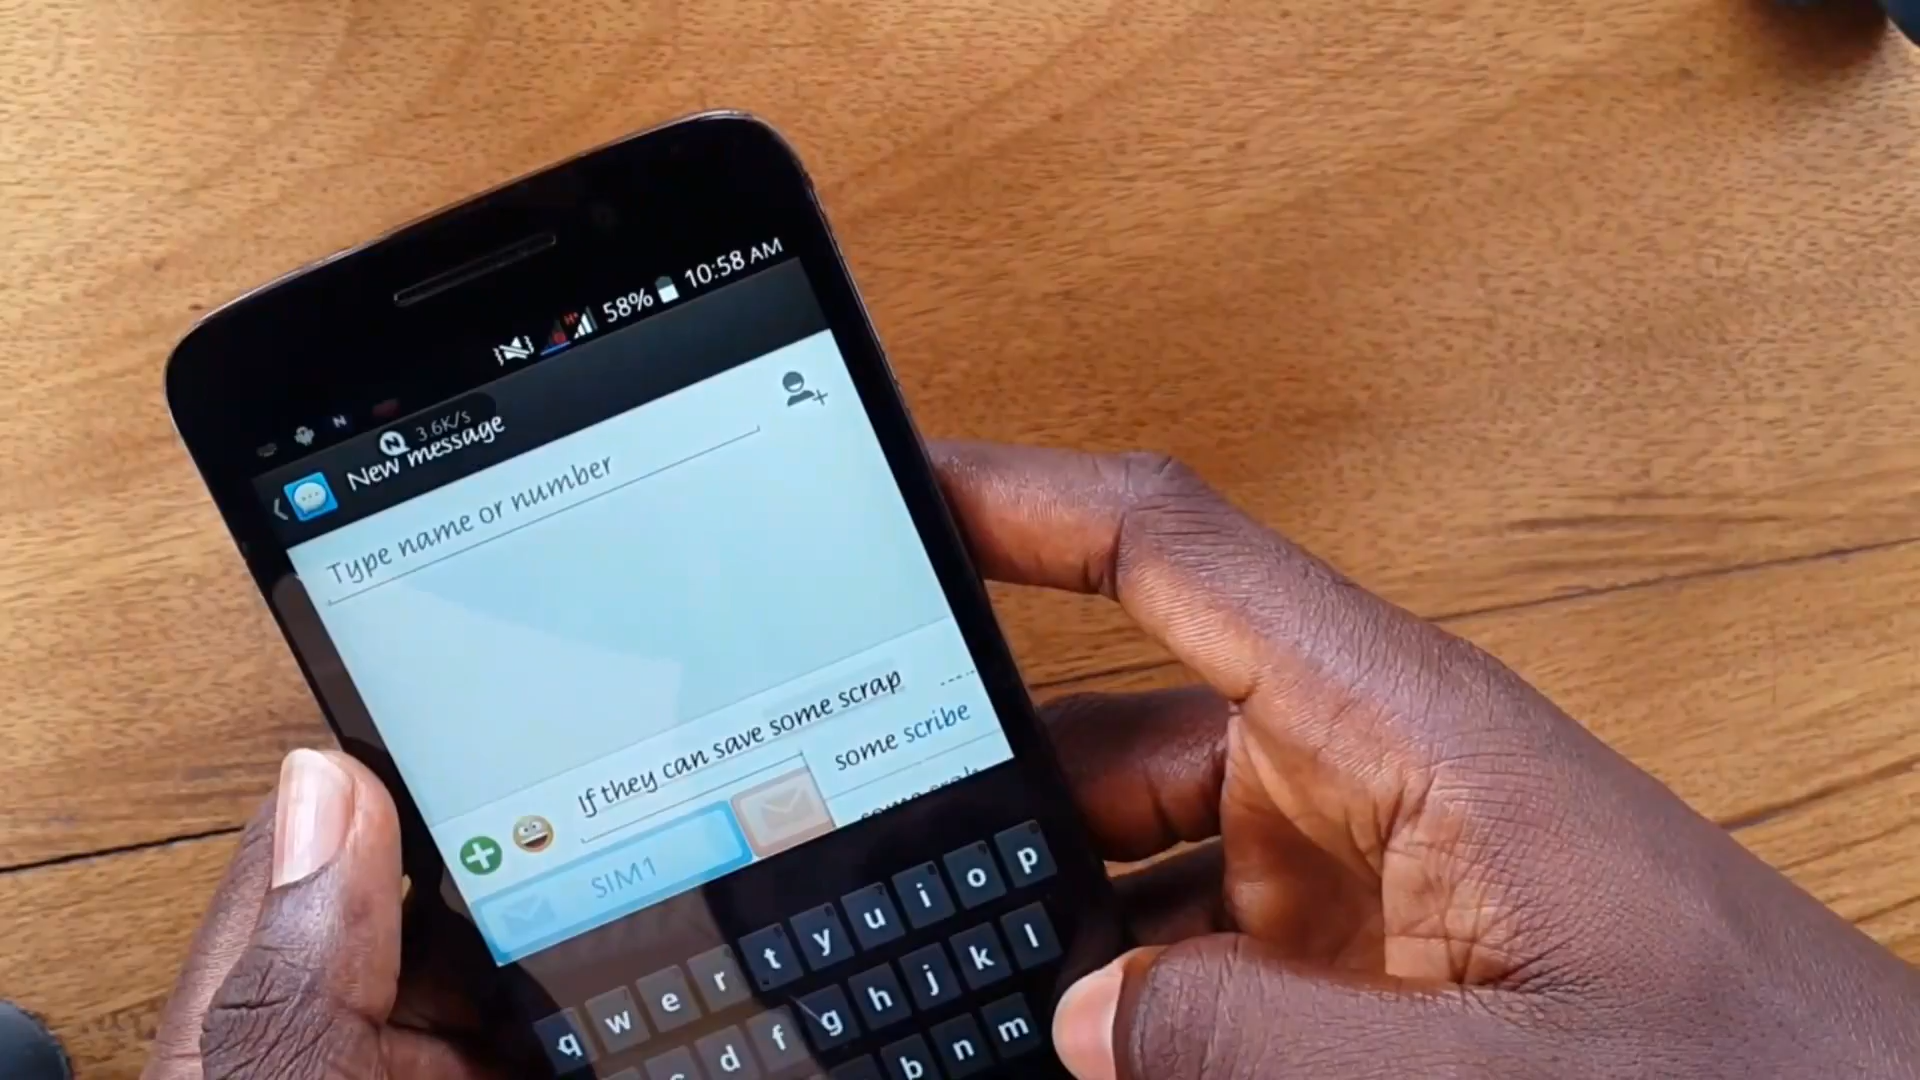 58% 10:58 AM
3.6K/s
New message
Type name or number
If they can save some scrap
some scribe
some
SIM1
q w e r t y u i o p
d f g h j k l
b n m